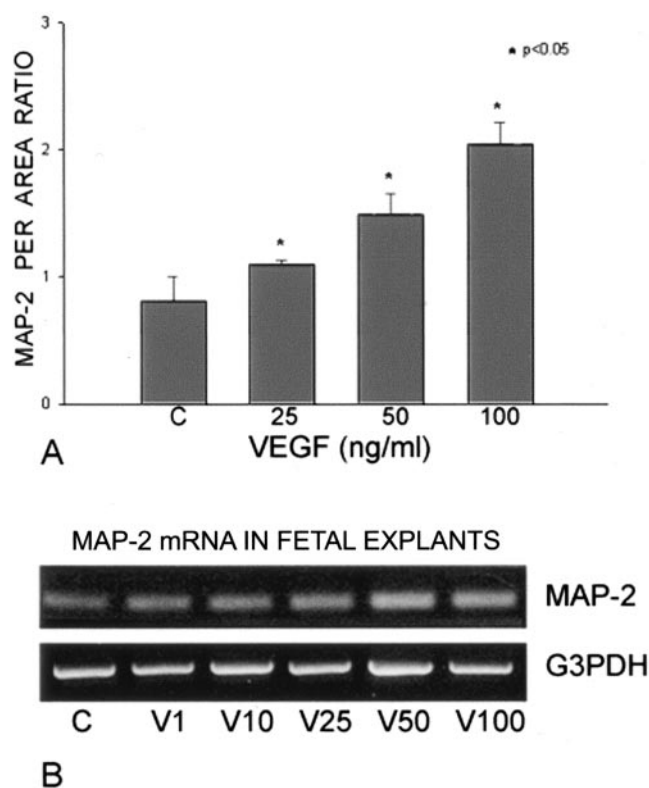 3
* p<0.05
*
2
*
*
1
0
MAP-2 PER AREA RATIO
C 25 50 100
VEGF (ng/ml)
A
MAP-2 mRNA IN FETAL EXPLANTS
MAP-2
G3PDH
C V1 V10 V25 V50 V100
B